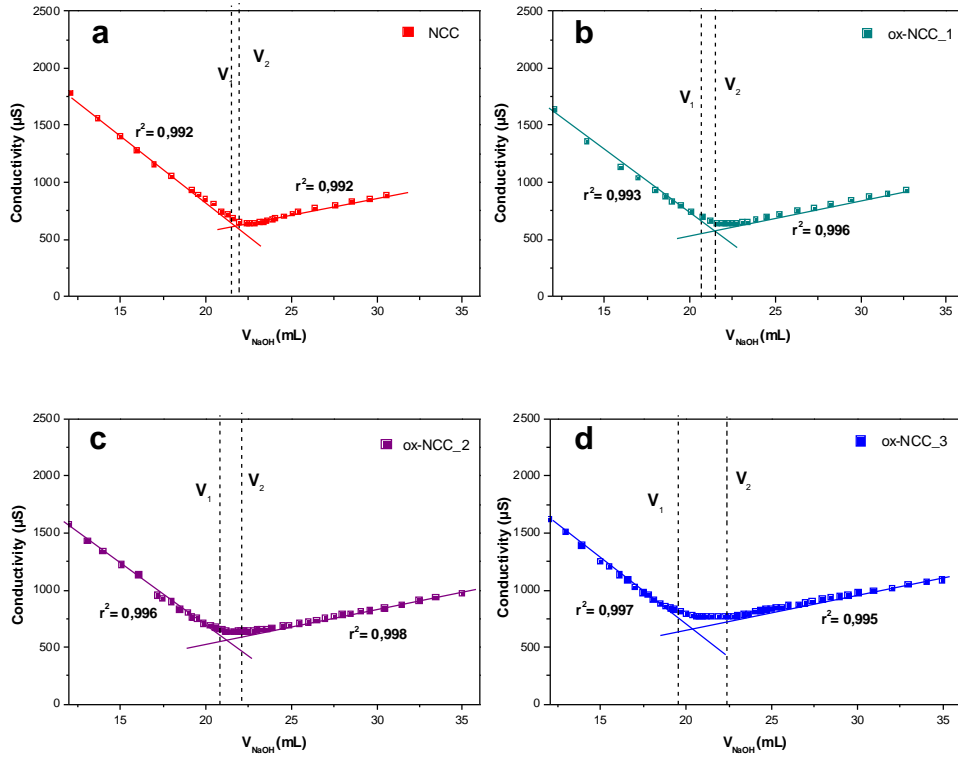 a
NCC
V₁
V₂
r²= 0,992
r²= 0,992
Conductivity (µS)
2500
2000
1500
1000
500
0
15 20 25 30 35
V_NaOH (mL)
b
ox-NCC_1
V₁
V₂
r²= 0,993
r²= 0,996
Conductivity (µS)
2500
2000
1500
1000
500
0
15 20 25 30 35
V_NaOH (mL)
c
ox-NCC_2
V₁
V₂
r²= 0,996
r²= 0,998
Conductivity (µS)
2500
2000
1500
1000
500
0
15 20 25 30 35
V_NaOH (mL)
d
ox-NCC_3
V₁
V₂
r²= 0,997
r²= 0,995
Conductivity (µS)
2500
2000
1500
1000
500
0
15 20 25 30 35
V_NaOH (mL)